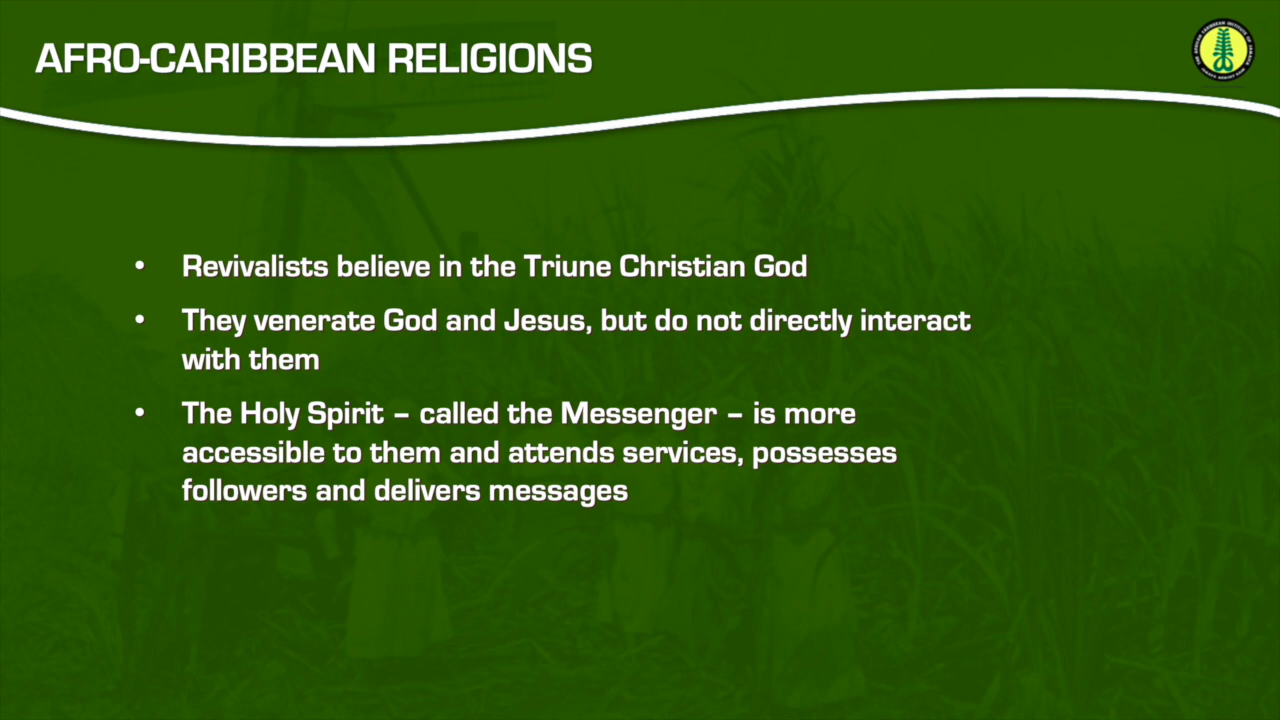 AFRO-CARIBBEAN RELIGIONS
• Revivalists believe in the Triune Christian God
• They venerate God and Jesus, but do not directly interact
with them
• The Holy Spirit – called the Messenger – is more
accessible to them and attends services, possesses
followers and delivers messages